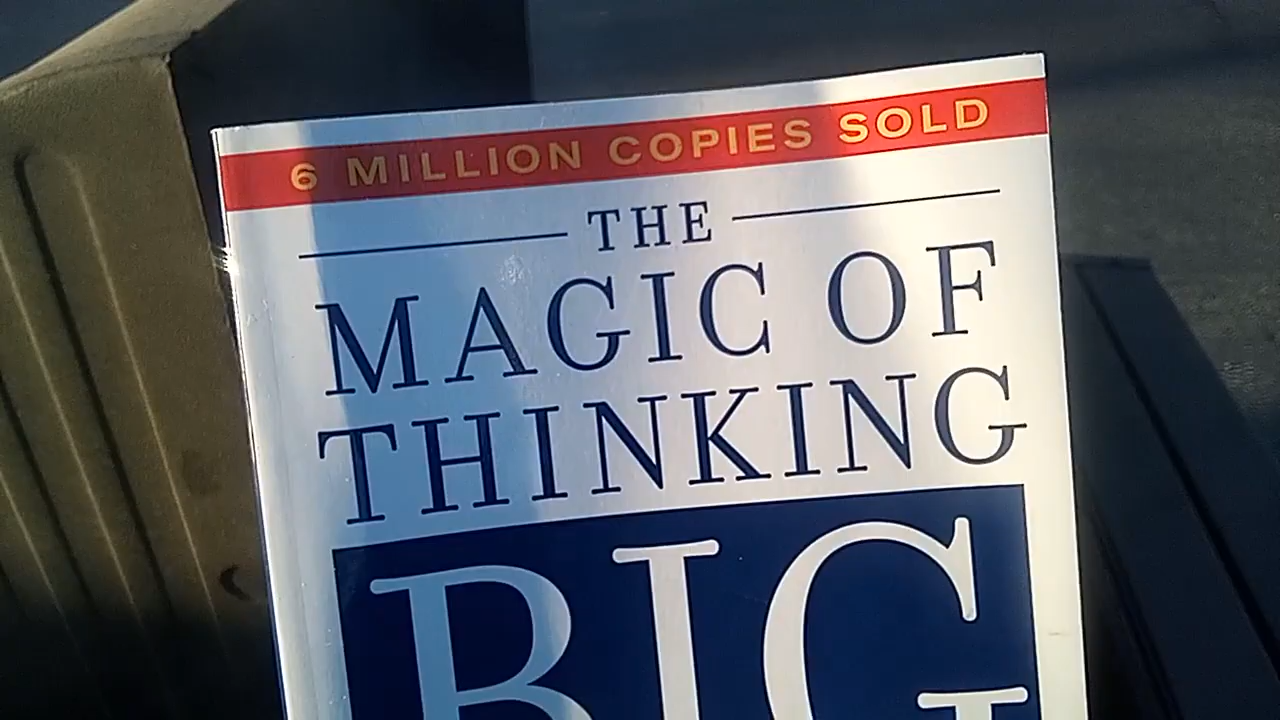 6 MILLION COPIES SOLD
THE
MAGIC OF
THINKING
BIG